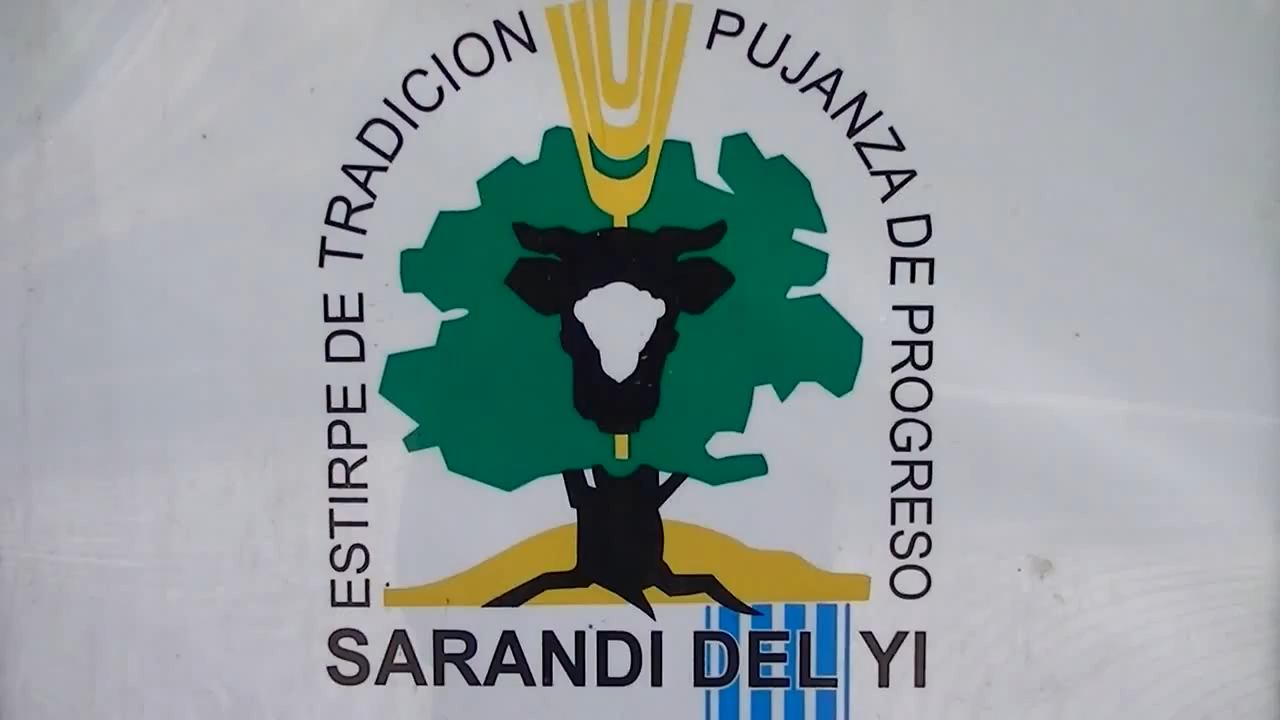 ESTIRPE DE TRADICION
PUJANZA DE PROGRESO
SARANDI DEL YI